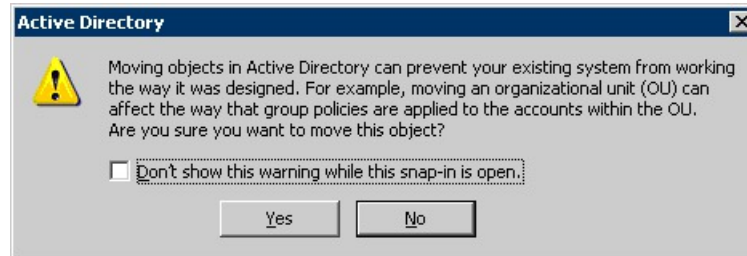 Active Directory
Moving objects in Active Directory can prevent your existing system from working
the way it was designed. For example, moving an organizational unit (OU) can
affect the way that group policies are applied to the accounts within the OU.
Are you sure you want to move this object?
Don't show this warning while this snap-in is open.
Yes No